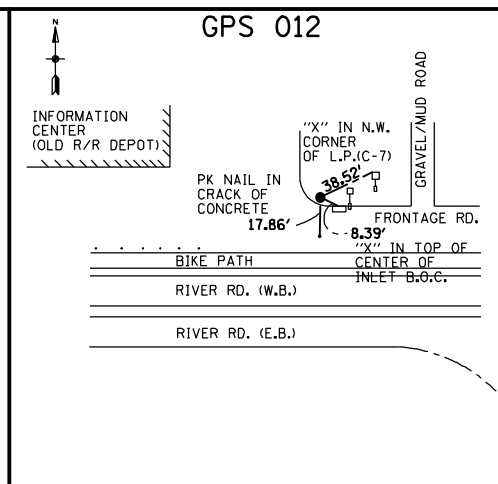 GPS 012
N
INFORMATION
CENTER
(OLD R/R DEPOT)
"X" IN N.W.
CORNER
OF L.P.(C-7)
GRAVEL/MUD ROAD
38.52'
PK NAIL IN
CRACK OF
CONCRETE
17.86'
FRONTAGE RD.
8.39'
"X" IN TOP OF
CENTER OF
INLET B.O.C.
BIKE PATH
RIVER RD. (W.B.)
RIVER RD. (E.B.)